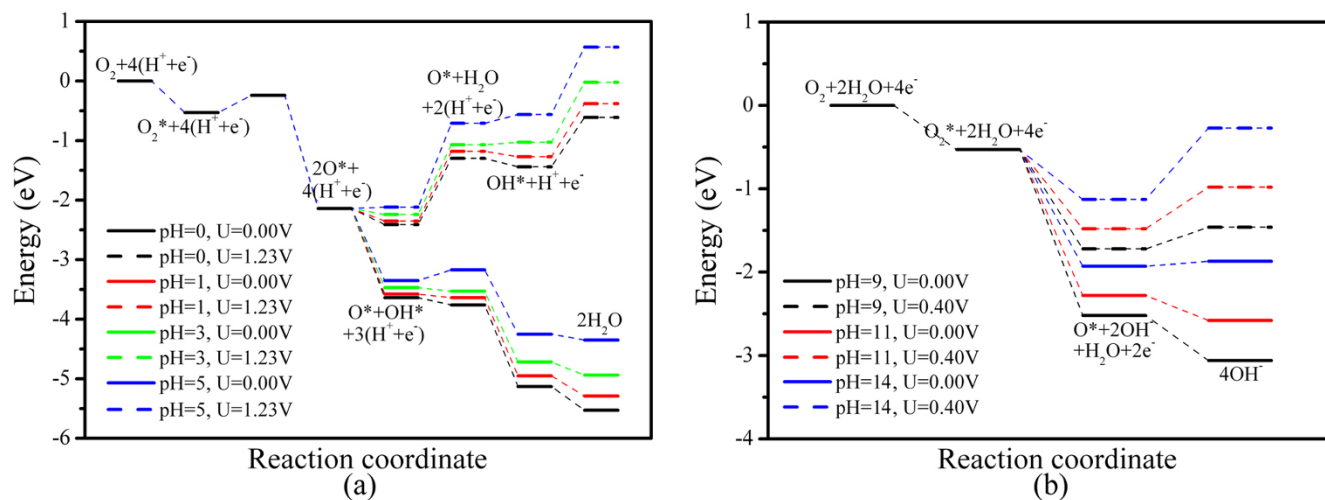 1
0
-1
-2
-3
-4
-5
-6
Energy (eV)
O₂+4(H⁺+e⁻)
O₂*+4(H⁺+e⁻)
2O*+
4(H⁺+e⁻)
O*+H₂O
+2(H⁺+e⁻)
OH*+H⁺+e⁻
O*+OH*
+3(H⁺+e⁻)
2H₂O
pH=0, U=0.00V
pH=0, U=1.23V
pH=1, U=0.00V
pH=1, U=1.23V
pH=3, U=0.00V
pH=3, U=1.23V
pH=5, U=0.00V
pH=5, U=1.23V
Reaction coordinate
(a)
1
0
-1
-2
-3
-4
Energy (eV)
O₂+2H₂O+4e⁻
O₂*+2H₂O+4e⁻
O*+2OH⁻
+H₂O+2e⁻
4OH⁻
pH=9, U=0.00V
pH=9, U=0.40V
pH=11, U=0.00V
pH=11, U=0.40V
pH=14, U=0.00V
pH=14, U=0.40V
Reaction coordinate
(b)